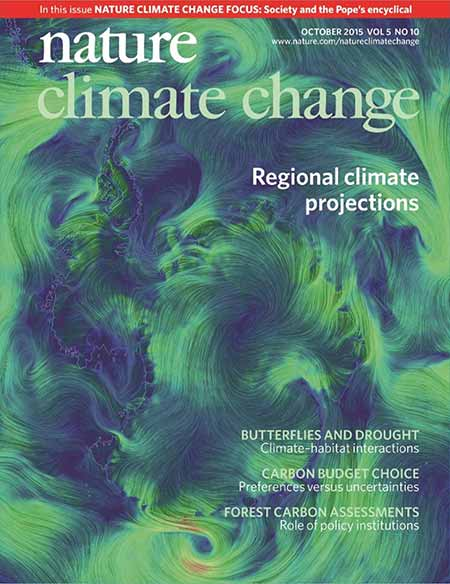 In this issue NATURE CLIMATE CHANGE FOCUS: Society and the Pope's encyclical
OCTOBER 2015 VOL 5 NO 10
www.nature.com/natureclimatechange
nature
climate change
Regional climate
projections
BUTTERFLIES AND DROUGHT
Climate–habitat interactions
CARBON BUDGET CHOICE
Preferences versus uncertainties
FOREST CARBON ASSESSMENTS
Role of policy institutions